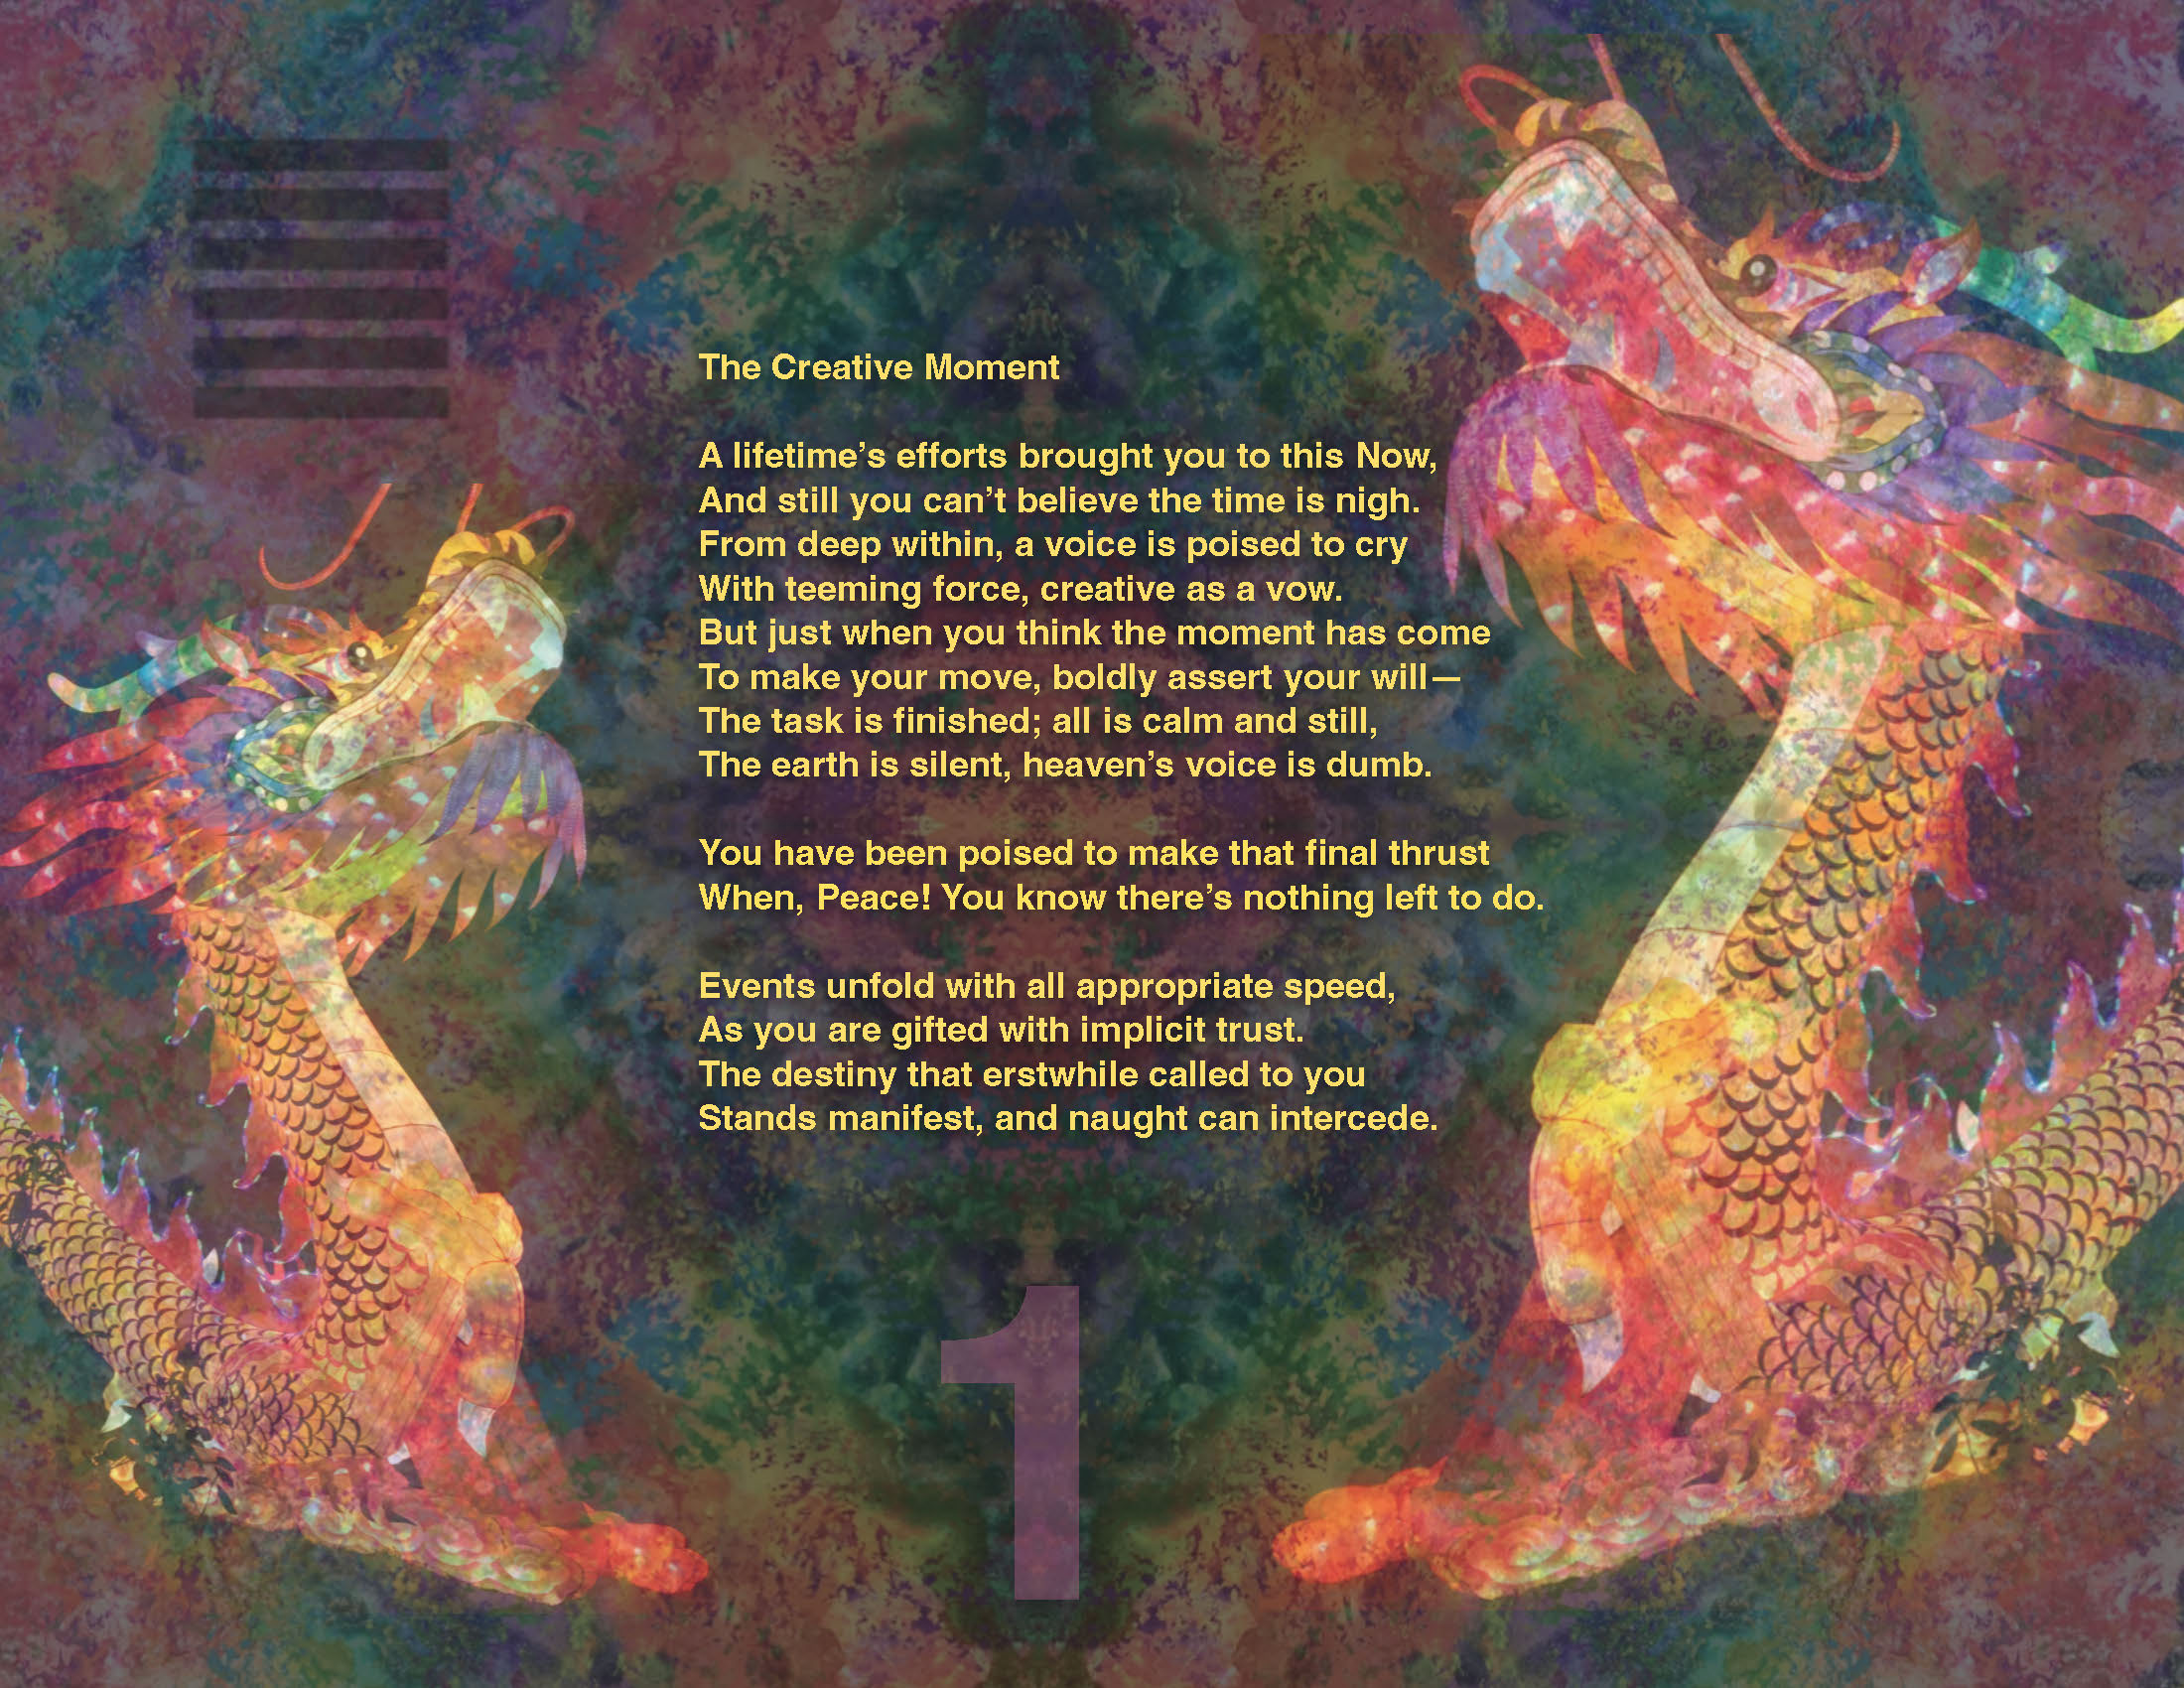 The Creative Moment
A lifetime’s efforts brought you to this Now,
And still you can’t believe the time is nigh.
From deep within, a voice is poised to cry
With teeming force, creative as a vow.
But just when you think the moment has come
To make your move, boldly assert your will—
The task is finished; all is calm and still,
The earth is silent, heaven’s voice is dumb.
You have been poised to make that final thrust
When, Peace! You know there’s nothing left to do.
Events unfold with all appropriate speed,
As you are gifted with implicit trust.
The destiny that erstwhile called to you
Stands manifest, and naught can intercede.
1